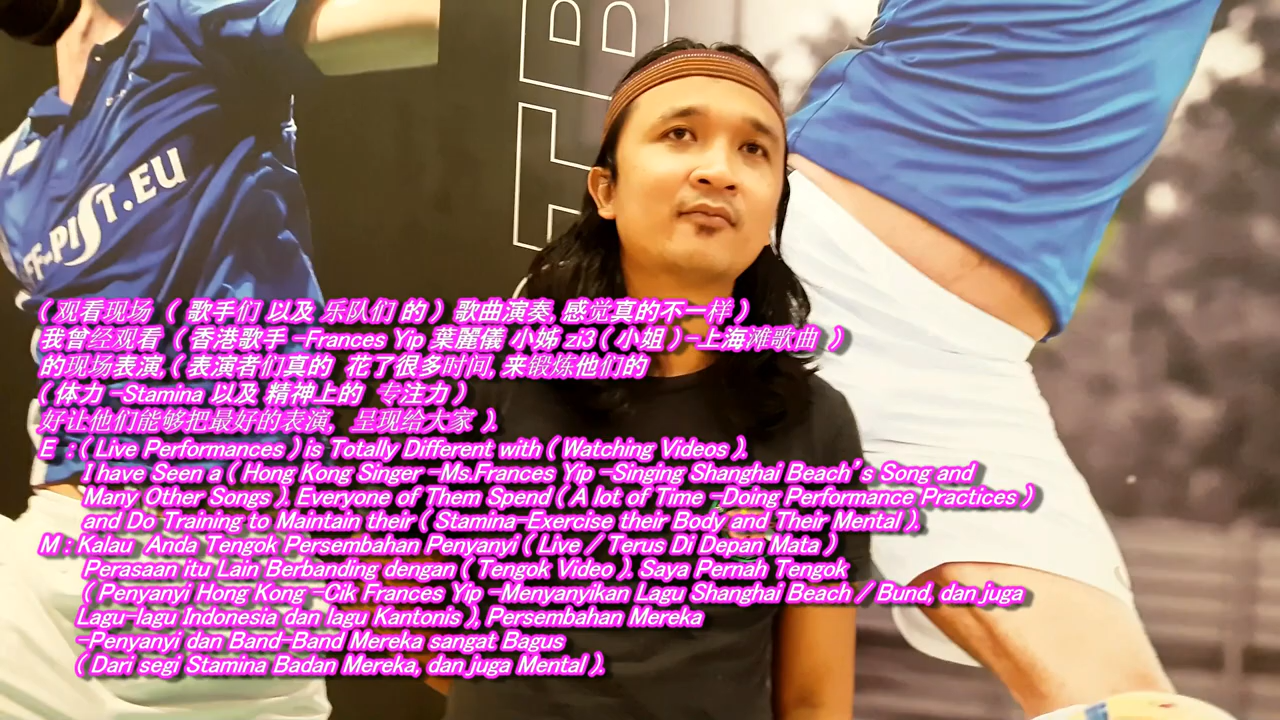 FF-PIST.EU
TB
( 观看现场 ( 歌手们 以及 乐队们 的 ) 歌曲演奏, 感觉真的不一样 )
我曾经观看 ( 香港歌手 -Frances Yip 葉麗儀 小姊 zi3 ( 小姐 ) -上海滩歌曲 )
的现场表演, ( 表演者们真的 花了很多时间, 来锻炼他们的
( 体力 -Stamina 以及 精神上的 专注力 )
好让他们能够把最好的表演, 呈现给大家 ).
E : ( Live Performances ) is Totally Different with ( Watching Videos ).
I have Seen a ( Hong Kong Singer -Ms.Frances Yip -Singing Shanghai Beach's Song and
Many Other Songs ). Everyone of Them Spend ( A lot of Time -Doing Performance Practices )
and Do Training to Maintain their ( Stamina-Exercise their Body and Their Mental ).
M : Kalau Anda Tengok Persembahan Penyanyi ( Live / Terus Di Depan Mata )
Perasaan itu Lain Berbanding dengan ( Tengok Video ). Saya Pernah Tengok
( Penyanyi Hong Kong -Cik Frances Yip -Menyanyikan Lagu Shanghai Beach / Bund, dan juga
Lagu-lagu Indonesia dan lagu Kantonis ), Persembahan Mereka
-Penyanyi dan Band-Band Mereka sangat Bagus
( Dari segi Stamina Badan Mereka, dan juga Mental ).